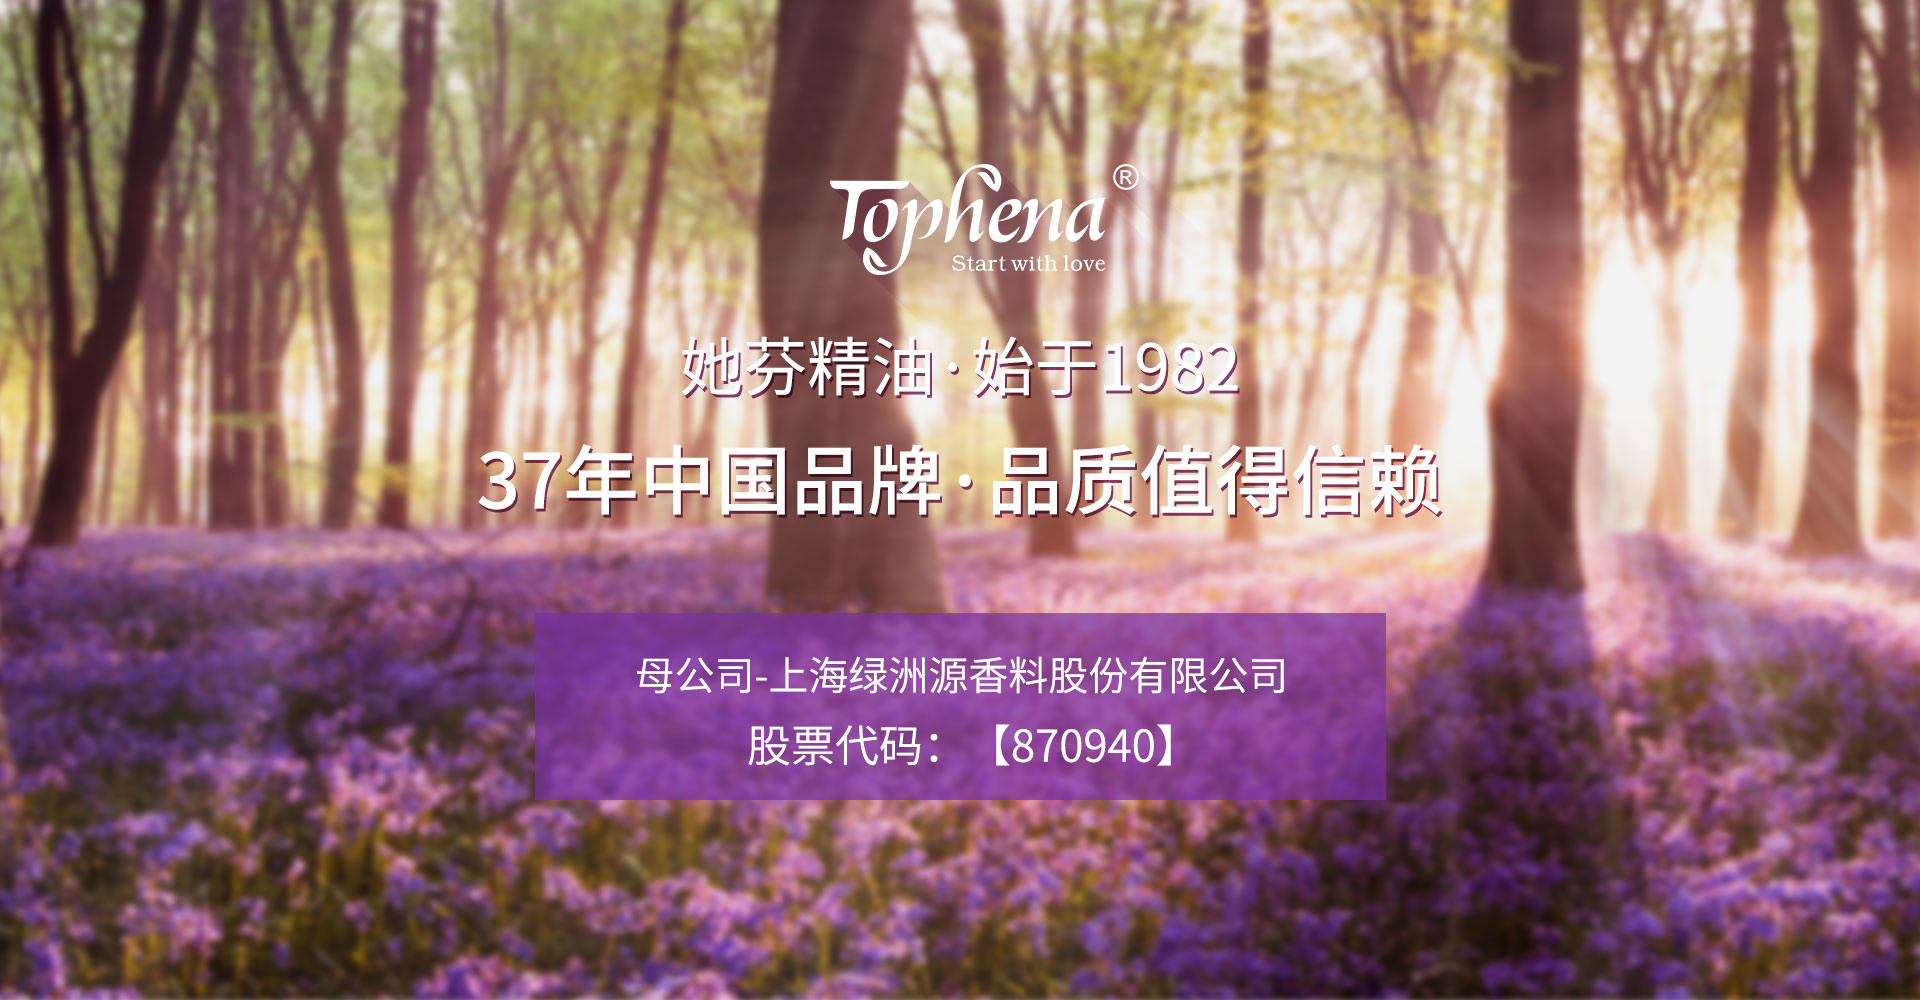 Tophena®
Start with love
她芬精油·始于1982
37年中国品牌·品质值得信赖
母公司-上海绿洲源香料股份有限公司
股票代码：【870940】